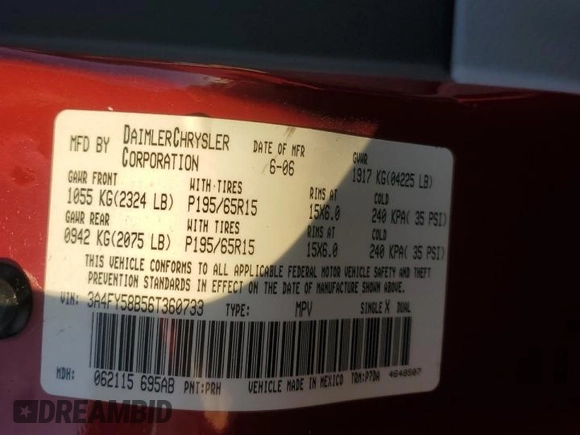 MFD BY DAIMLERCHRYSLER CORPORATION DATE OF MFR 6-06 GVWR 1917 KG(04225 LB)
GAWR FRONT WITH TIRES RIMS AT COLD
1055 KG(2324 LB) P195/65R15 15X6.0 240 KPA( 35 PSI)
GAWR REAR WITH TIRES RIMS AT COLD
0942 KG(2075 LB) P195/65R15 15X6.0 240 KPA( 35 PSI)
THIS VEHICLE CONFORMS TO ALL APPLICABLE FEDERAL MOTOR VEHICLE SAFETY AND THEFT
PREVENTION STANDARDS IN EFFECT ON THE DATE OF MANUFACTURE SHOWN ABOVE.
VIN: 3A4FY58B56T360733 TYPE: MPV SINGLE X DUAL
MDH: 062115 695AB PNT:PRH VEHICLE MADE IN MEXICO TRM:P7DA 4648507
DREAMBID